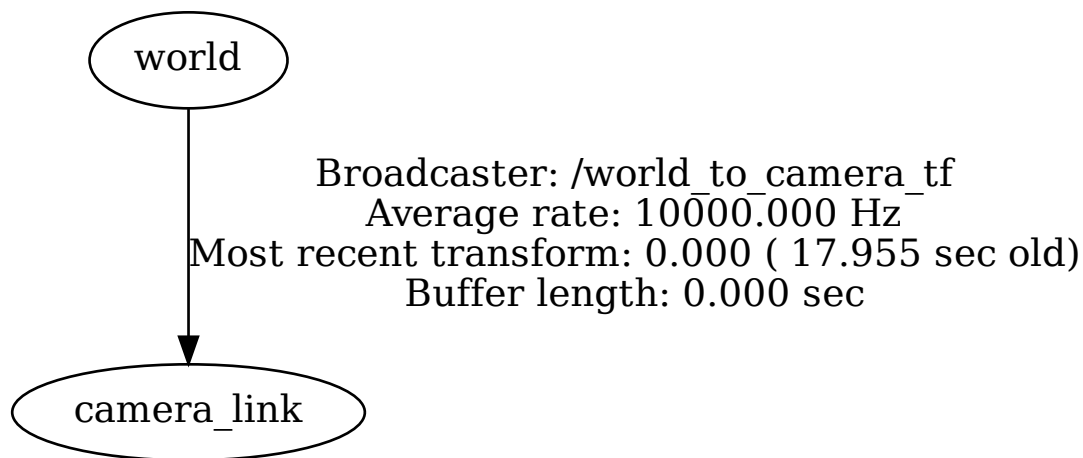 world
Broadcaster: /world_to_camera_tf
Average rate: 10000.000 Hz
Most recent transform: 0.000 ( 17.955 sec old)
Buffer length: 0.000 sec
camera_link